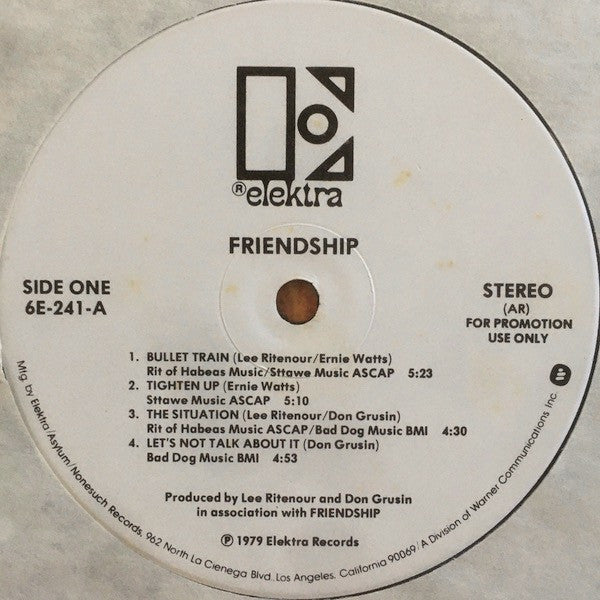 ® elektra
FRIENDSHIP
SIDE ONE
6E-241-A
STEREO
(AR)
FOR PROMOTION
USE ONLY
1. BULLET TRAIN (Lee Ritenour/Ernie Watts)
Rit of Habeas Music/Sttawe Music ASCAP 5:23
2. TIGHTEN UP (Ernie Watts)
Sttawe Music ASCAP 5:10
3. THE SITUATION (Lee Ritenour/Don Grusin)
Rit of Habeas Music ASCAP/Bad Dog Music BMI 4:30
4. LET'S NOT TALK ABOUT IT (Don Grusin)
Bad Dog Music BMI 4:53
Produced by Lee Ritenour and Don Grusin
in association with FRIENDSHIP
℗ 1979 Elektra Records
Mfg. by Elektra/Asylum/Nonesuch Records, 962 North La Cienega Blvd. Los Angeles, California 90069/A Division of Warner Communications Inc.